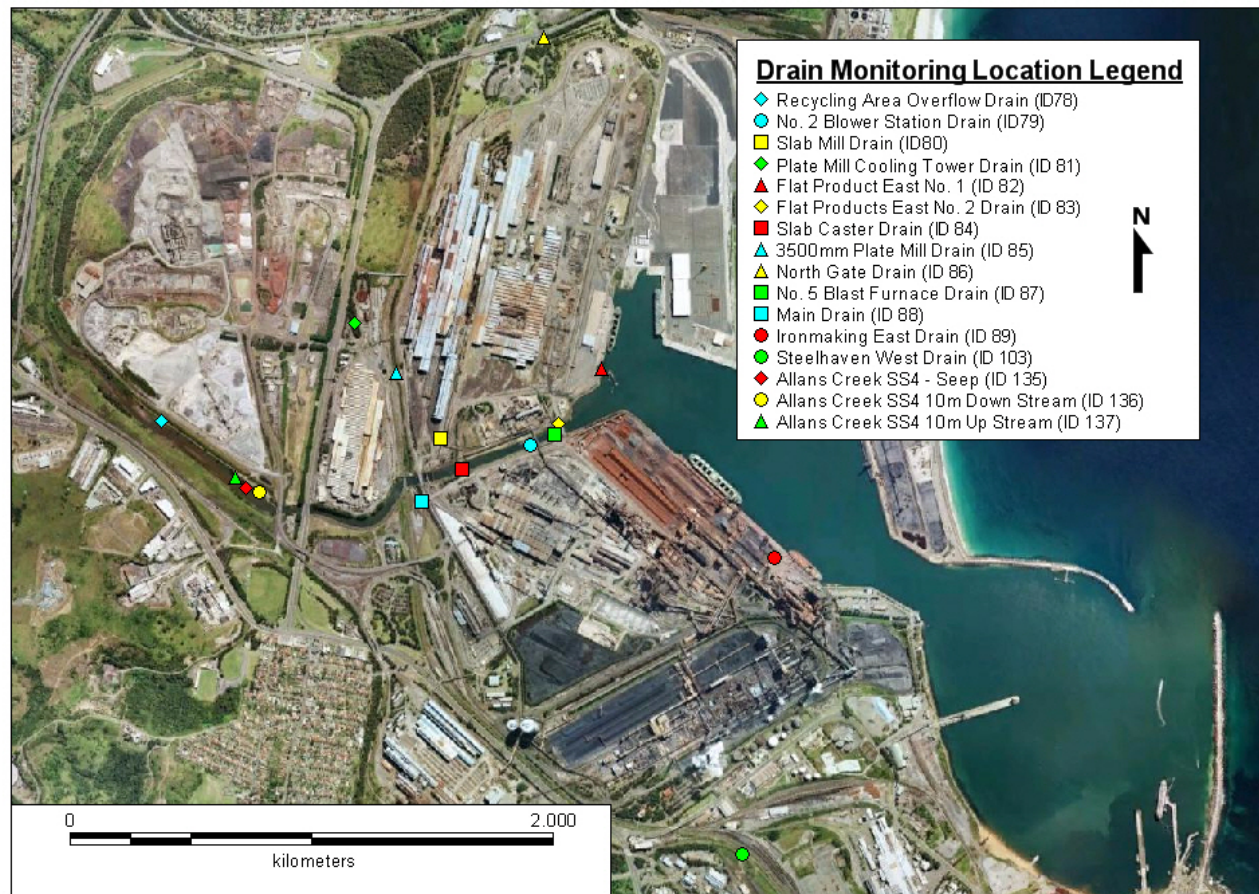 Drain Monitoring Location Legend
Recycling Area Overflow Drain (ID78)
No. 2 Blower Station Drain (ID79)
Slab Mill Drain (ID80)
Plate Mill Cooling Tower Drain (ID 81)
Flat Product East No. 1 (ID 82)
Flat Products East No. 2 Drain (ID 83)
Slab Caster Drain (ID 84)
3500mm Plate Mill Drain (ID 85)
North Gate Drain (ID 86)
No. 5 Blast Furnace Drain (ID 87)
Main Drain (ID 88)
Ironmaking East Drain (ID 89)
Steelhaven West Drain (ID 103)
Allans Creek SS4 - Seep (ID 135)
Allans Creek SS4 10m Down Stream (ID 136)
Allans Creek SS4 10m Up Stream (ID 137)
N
0 2.000
kilometers